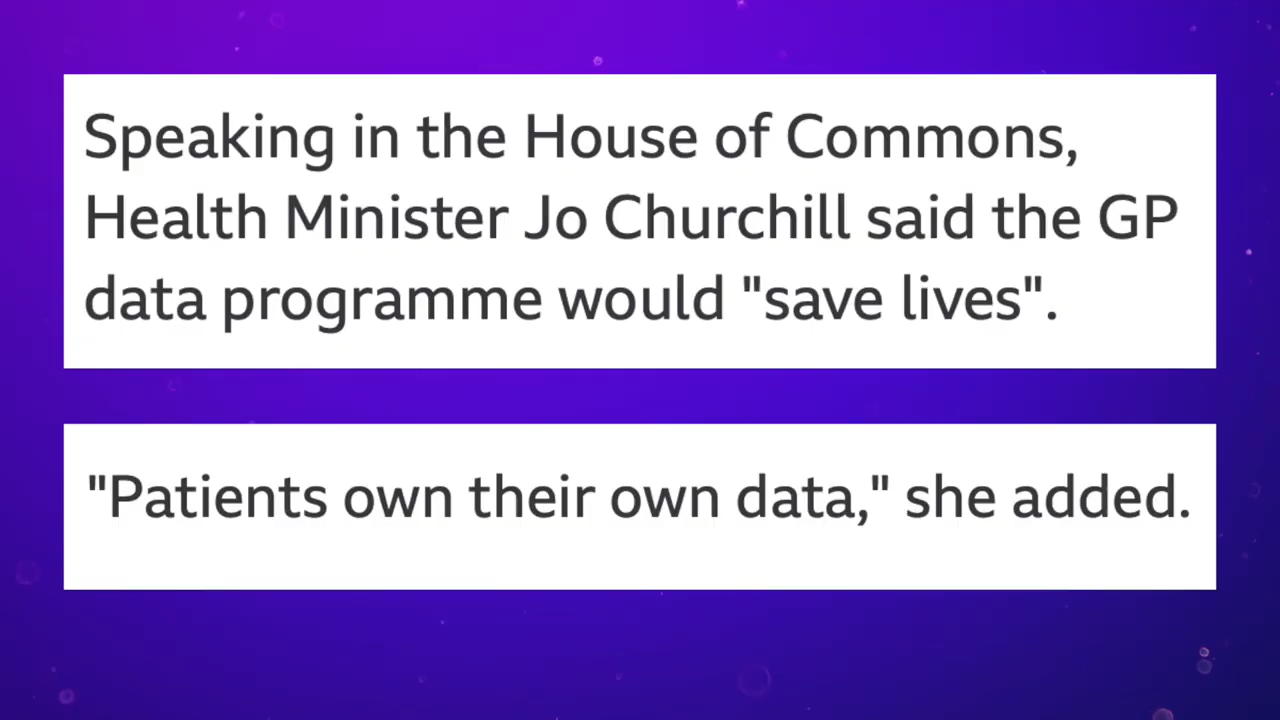 Speaking in the House of Commons,
Health Minister Jo Churchill said the GP
data programme would "save lives".
"Patients own their own data," she added.